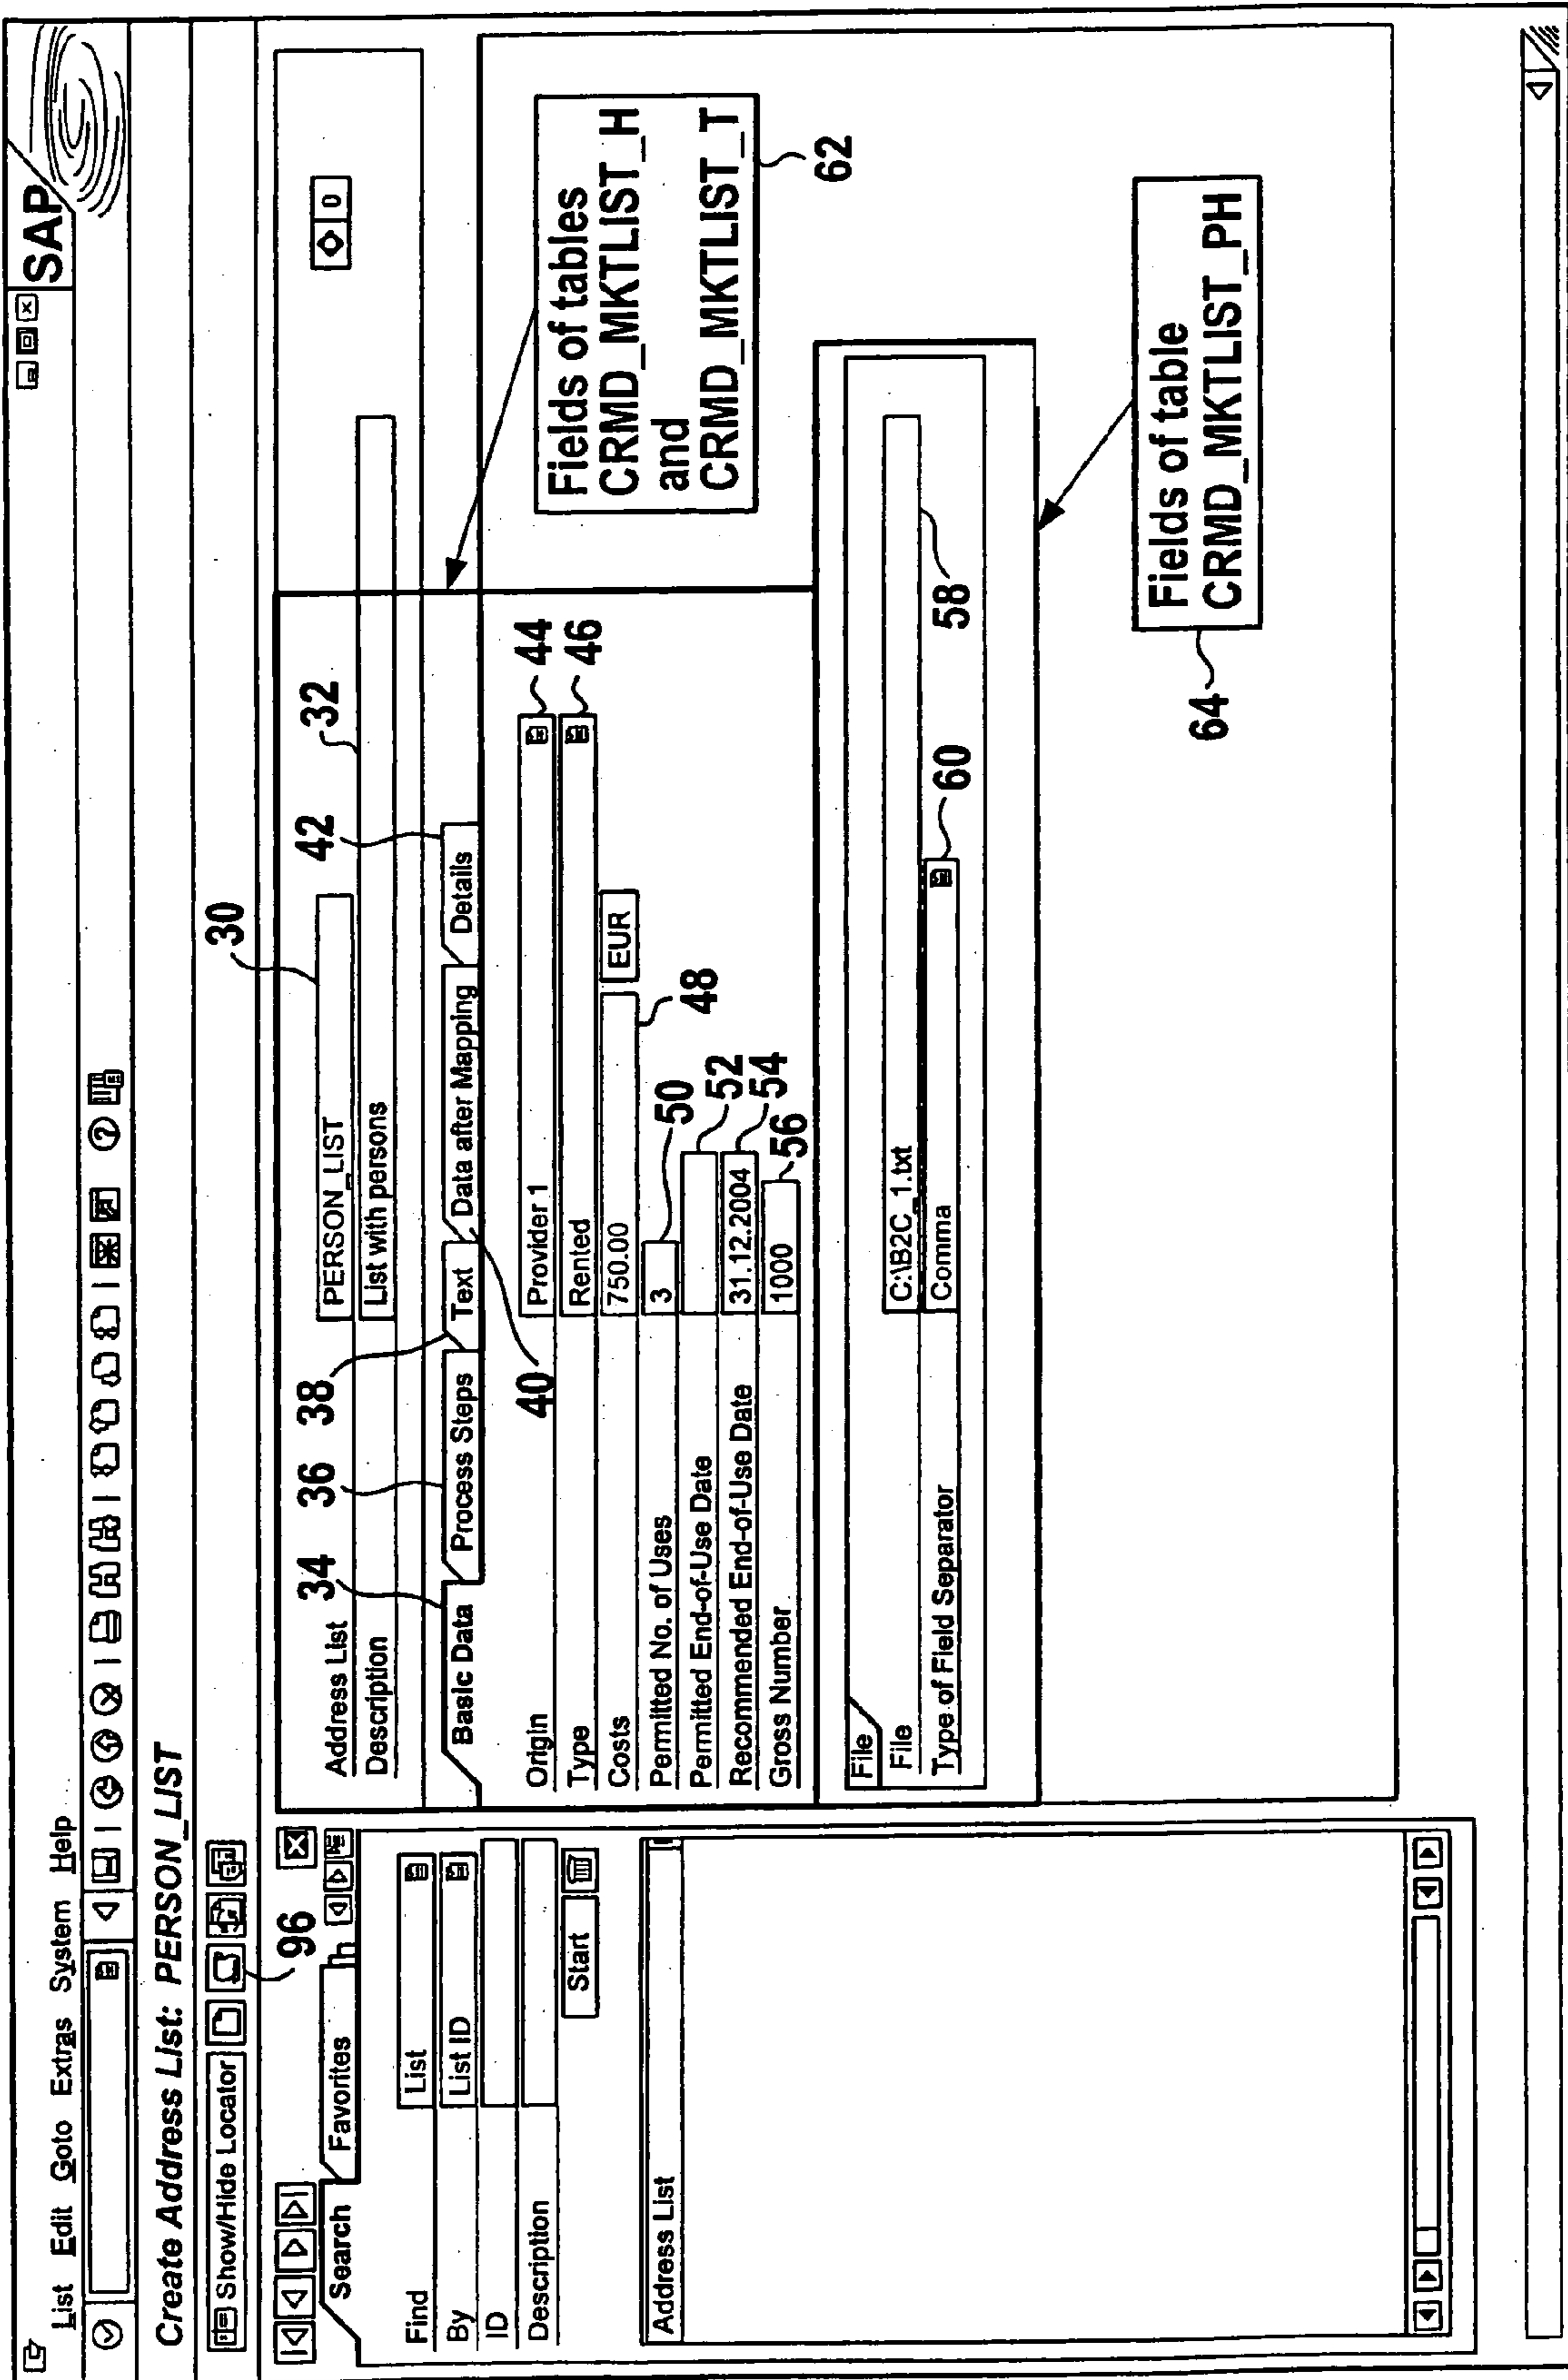 SAP
List Edit Goto Extras System Help
Create Address List: PERSON_LIST
Show/Hide Locator
96
Search Favorites
Find List
By List ID
ID
Description
Start
Address List
30
32
Address List PERSON_LIST
0
Description List with persons
34 36 38 42
Basic Data Process Steps Text Data after Mapping Details
40
Origin Provider 1 44
Type Rented 46
Costs 750.00 EUR
48
Permitted No. of Uses 3 50
Permitted End-of-Use Date 52
Recommended End-of-Use Date 31.12.2004 54
Gross Number 1000 56
Fields of tables
CRMD_MKTLIST_H
and
CRMD_MKTLIST_T
62
File
File C:\B2C_1.txt
58
Type of Field Separator Comma 60
Fields of table
CRMD_MKTLIST_PH
64